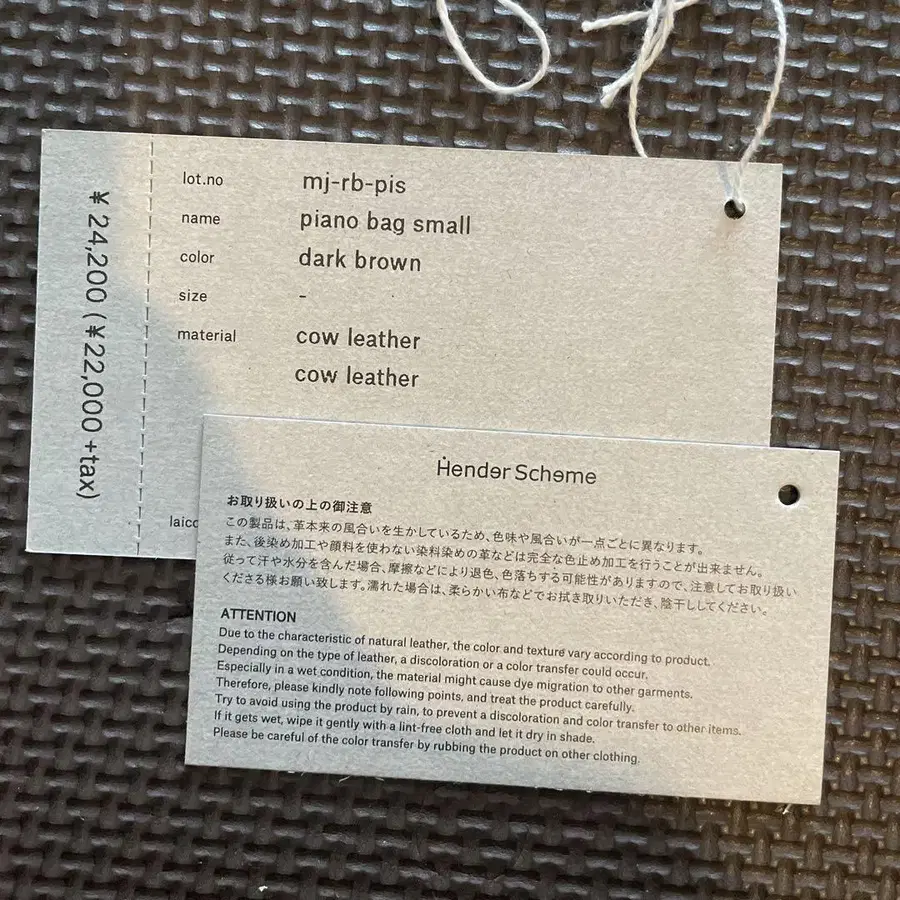 lot.no mj-rb-pis
name piano bag small
color dark brown
size -
material cow leather
cow leather
¥ 24,200 (¥22,000 +tax)
Hender Scheme
お取り扱いの上の御注意
この製品は、革本来の風合いを生かしているため、色味や風合いが一点ごとに異なります。
また、後染め加工や顔料を使わない染料染めの革などは完全な色止め加工を行うことが出来ません。
従って汗や水分を含んだ場合、摩擦などにより退色、色落ちする可能性がありますので、注意してお取り扱い
くださる様お願い致します。濡れた場合は、柔らかい布などでお拭き取りいただき、陰干ししてください。
ATTENTION
Due to the characteristic of natural leather, the color and texture vary according to product.
Depending on the type of leather, a discoloration or a color transfer could occur.
Especially in a wet condition, the material might cause dye migration to other garments.
Therefore, please kindly note following points, and treat the product carefully.
Try to avoid using the product by rain, to prevent a discoloration and color transfer to other items.
If it gets wet, wipe it gently with a lint-free cloth and let it dry in shade.
Please be careful of the color transfer by rubbing the product on other clothing.